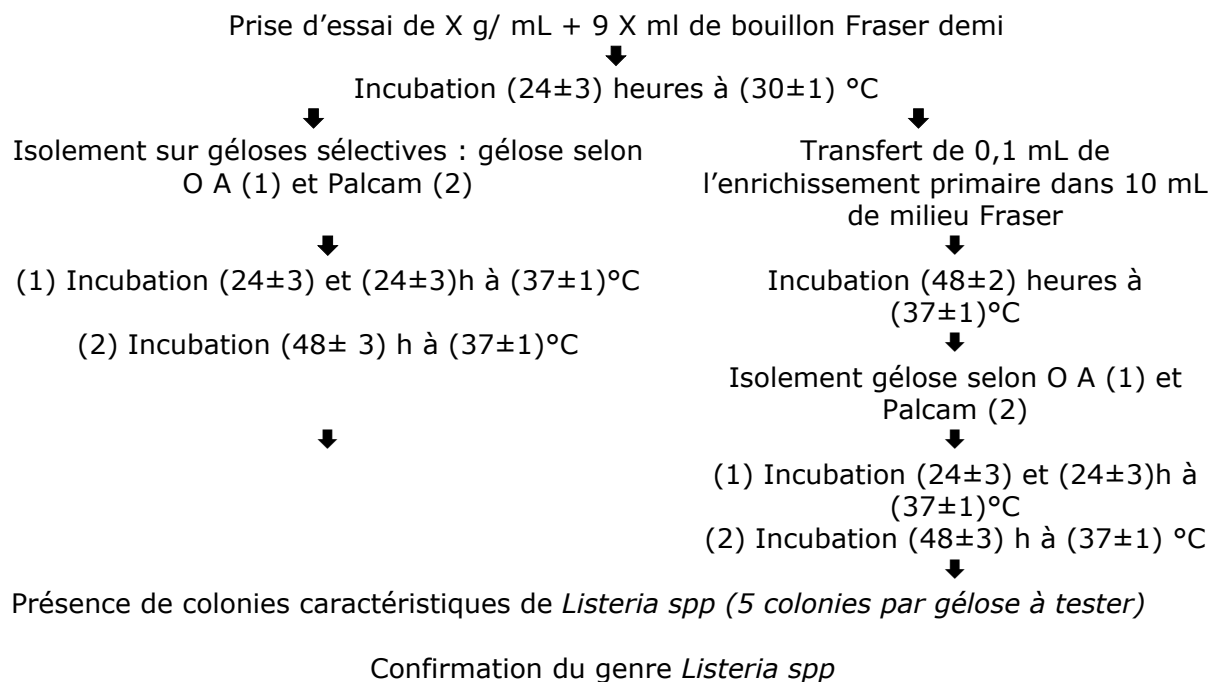 Prise d’essai de X g/ mL + 9 X ml de bouillon Fraser demi
Incubation (24±3) heures à (30±1) °C
Isolement sur géloses sélectives : gélose selon
O A (1) et Palcam (2)
(1) Incubation (24±3) et (24±3)h à (37±1)°C
(2) Incubation (48± 3) h à (37±1)°C
Transfert de 0,1 mL de
l’enrichissement primaire dans 10 mL
de milieu Fraser
Incubation (48±2) heures à
(37±1)°C
Isolement gélose selon O A (1) et
Palcam (2)
(1) Incubation (24±3) et (24±3)h à
(37±1)°C
(2) Incubation (48±3) h à (37±1) °C
Présence de colonies caractéristiques de Listeria spp (5 colonies par gélose à tester)
Confirmation du genre Listeria spp